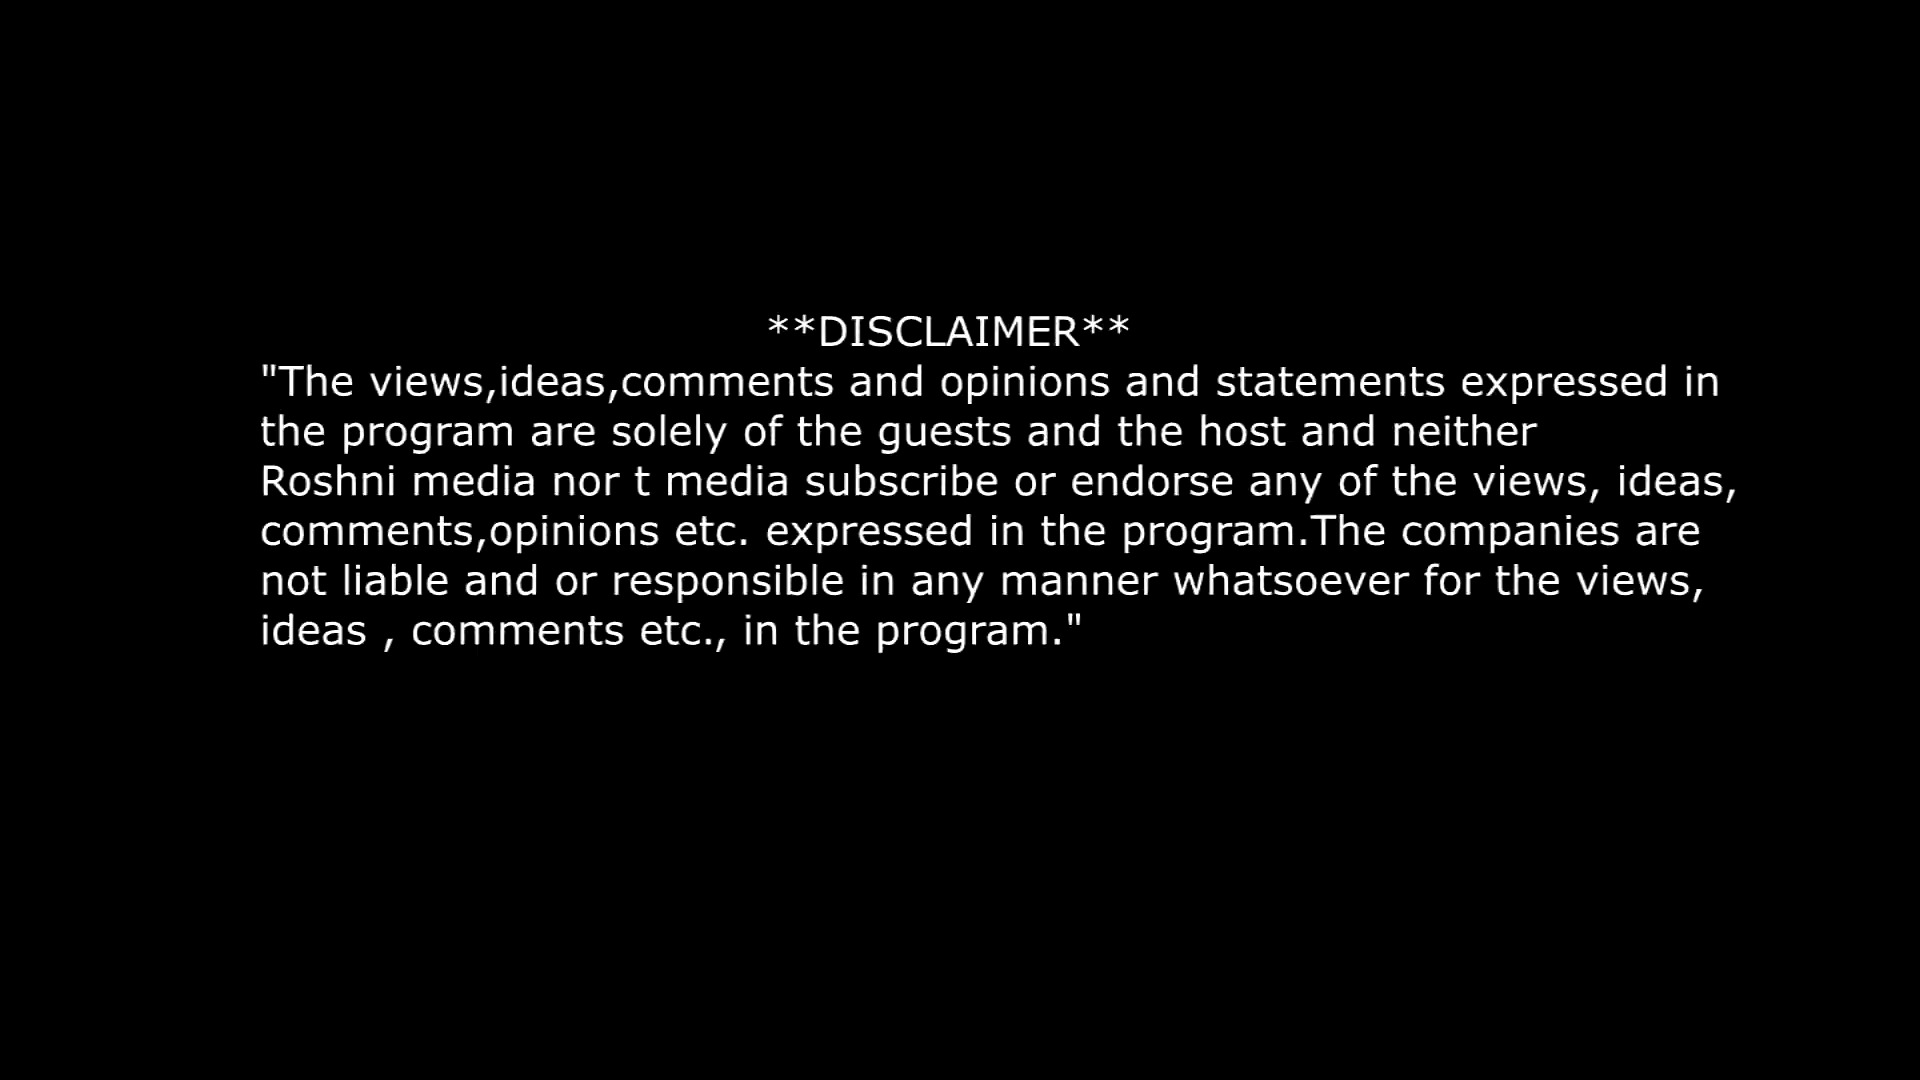 **DISCLAIMER**
"The views,ideas,comments and opinions and statements expressed in
the program are solely of the guests and the host and neither
Roshni media nor t media subscribe or endorse any of the views, ideas,
comments,opinions etc. expressed in the program.The companies are
not liable and or responsible in any manner whatsoever for the views,
ideas , comments etc., in the program."